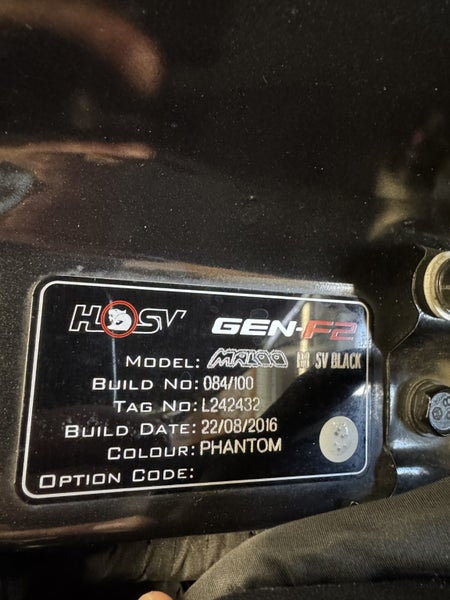 HSV GEN-F2
MODEL: MALOO R8 SV BLACK
BUILD NO: 084/100
TAG NO: L242432
BUILD DATE: 22/08/2016
COLOUR: PHANTOM
OPTION CODE: